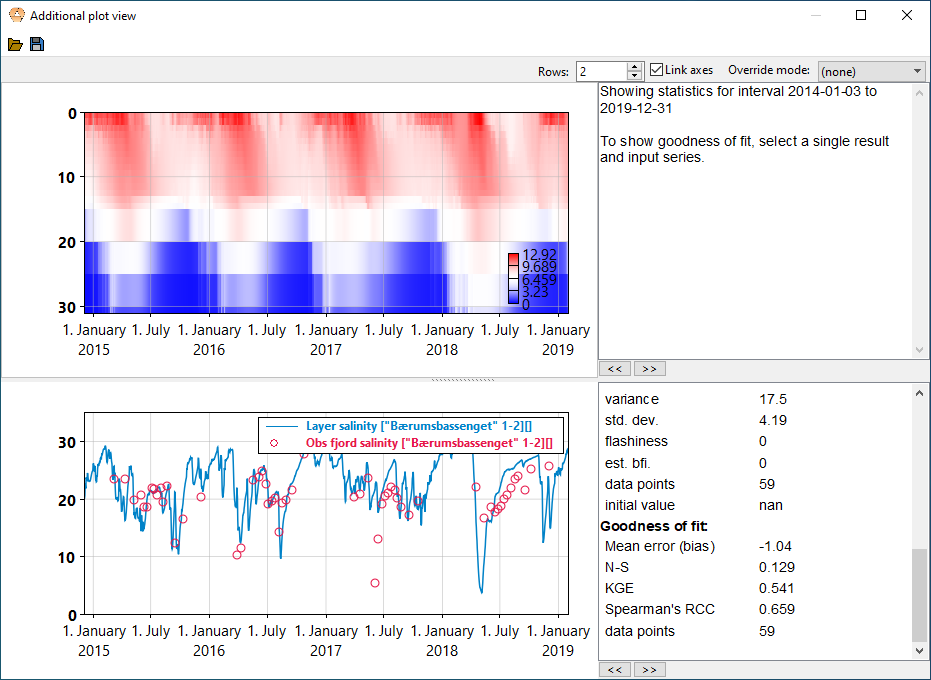 Additional plot view
Rows: 2 Link axes Override mode: (none)
0
10
20
30
12.92
9.689
6.459
3.23
0
1. January 1. July 1. January 1. July 1. January 1. July 1. January 1. July 1. January
2015 2016 2017 2018 2019
Showing statistics for interval 2014-01-03 to
2019-12-31
To show goodness of fit, select a single result
and input series.
<< >>
Layer salinity ["Bærumsbassenget" 1-2][]
Obs fjord salinity ["Bærumsbassenget" 1-2][]
30
20
10
0
1. January 1. July 1. January 1. July 1. January 1. July 1. January 1. July 1. January
2015 2016 2017 2018 2019
variance 17.5
std. dev. 4.19
flashiness 0
est. bfi. 0
data points 59
initial value nan
Goodness of fit:
Mean error (bias) -1.04
N-S 0.129
KGE 0.541
Spearman's RCC 0.659
data points 59
<< >>